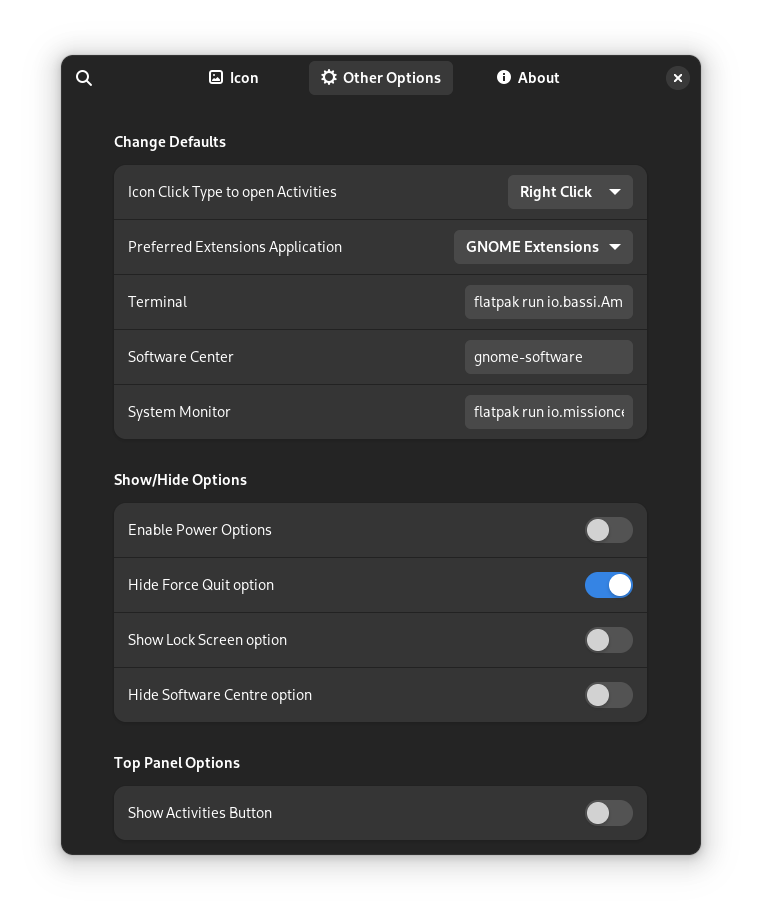 Icon
Other Options
About
Change Defaults
Icon Click Type to open Activities
Right Click
Preferred Extensions Application
GNOME Extensions
Terminal
flatpak run io.bassi.Am
Software Center
gnome-software
System Monitor
flatpak run io.missionce
Show/Hide Options
Enable Power Options
Hide Force Quit option
Show Lock Screen option
Hide Software Centre option
Top Panel Options
Show Activities Button